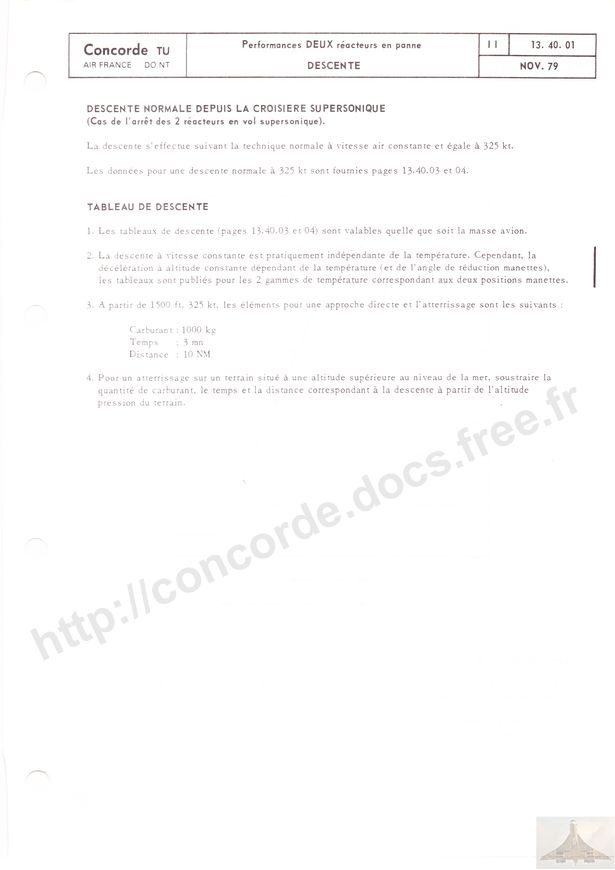 Concorde TU
AIR FRANCE DO.NT
Performances DEUX réacteurs en panne
DESCENTE
11
13. 40. 01
NOV. 79
DESCENTE NORMALE DEPUIS LA CROISIERE SUPERSONIQUE
(Cas de l'arrêt des 2 réacteurs en vol supersonique).
La descente s'effectue suivant la technique normale à vitesse air constante et égale à 325 kt.
Les données pour une descente normale à 325 kt sont fournies pages 13.40.03 et 04.
TABLEAU DE DESCENTE
1. Les tableaux de descente (pages 13.40.03 et 04) sont valables quelle que soit la masse avion.
2. La descente à vitesse constante est pratiquement indépendante de la température. Cependant, la
décélération à altitude constante dépendant de la température (et de l'angle de réduction manettes),
les tableaux sont publiés pour les 2 gammes de température correspondant aux deux positions manettes.
3. A partir de 1500 ft, 325 kt, les éléments pour une approche directe et l'atterrissage sont les suivants :
Carburant : 1000 kg
Temps : 3 mn
Distance : 10 NM
4. Pour un atterrissage sur un terrain situé à une altitude supérieure au niveau de la mer, soustraire la
quantité de carburant, le temps et la distance correspondant à la descente à partir de l'altitude
pression du terrain.
http://concorde.docs.free.fr